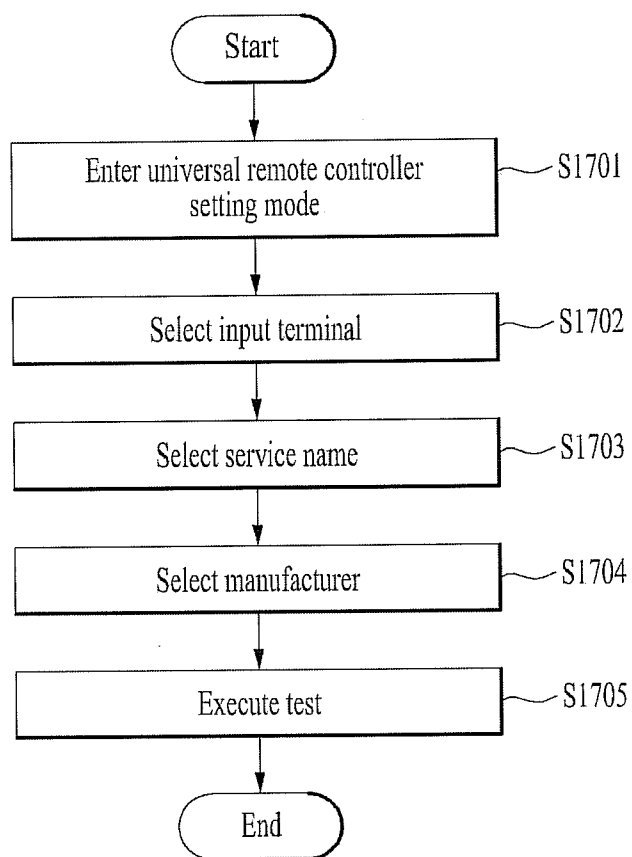 Start
Enter universal remote controller
setting mode
S1701
Select input terminal
S1702
Select service name
S1703
Select manufacturer
S1704
Execute test
S1705
End